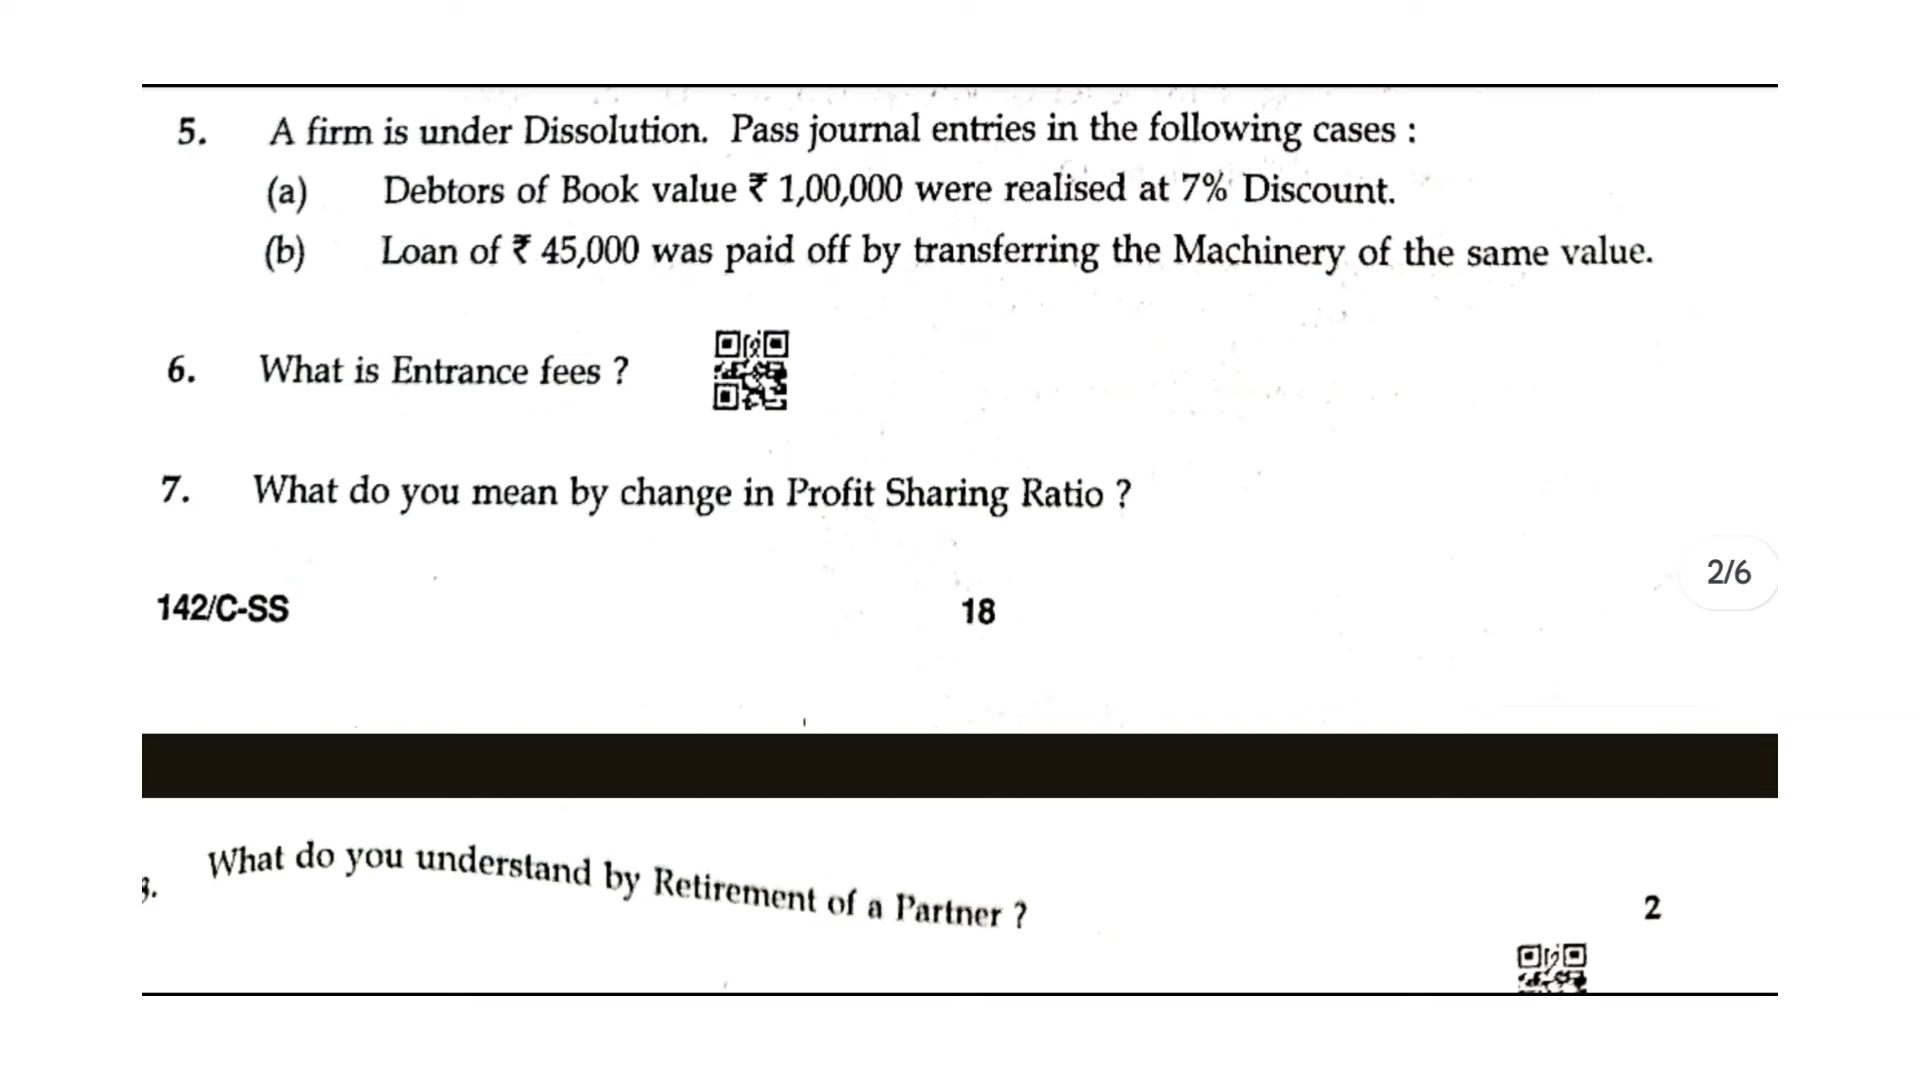 5. A firm is under Dissolution. Pass journal entries in the following cases :
(a) Debtors of Book value ₹ 1,00,000 were realised at 7% Discount.
(b) Loan of ₹ 45,000 was paid off by transferring the Machinery of the same value.
6. What is Entrance fees ?
7. What do you mean by change in Profit Sharing Ratio ?
2/6
142/C-SS 18
What do you understand by Retirement of a Partner ? 2